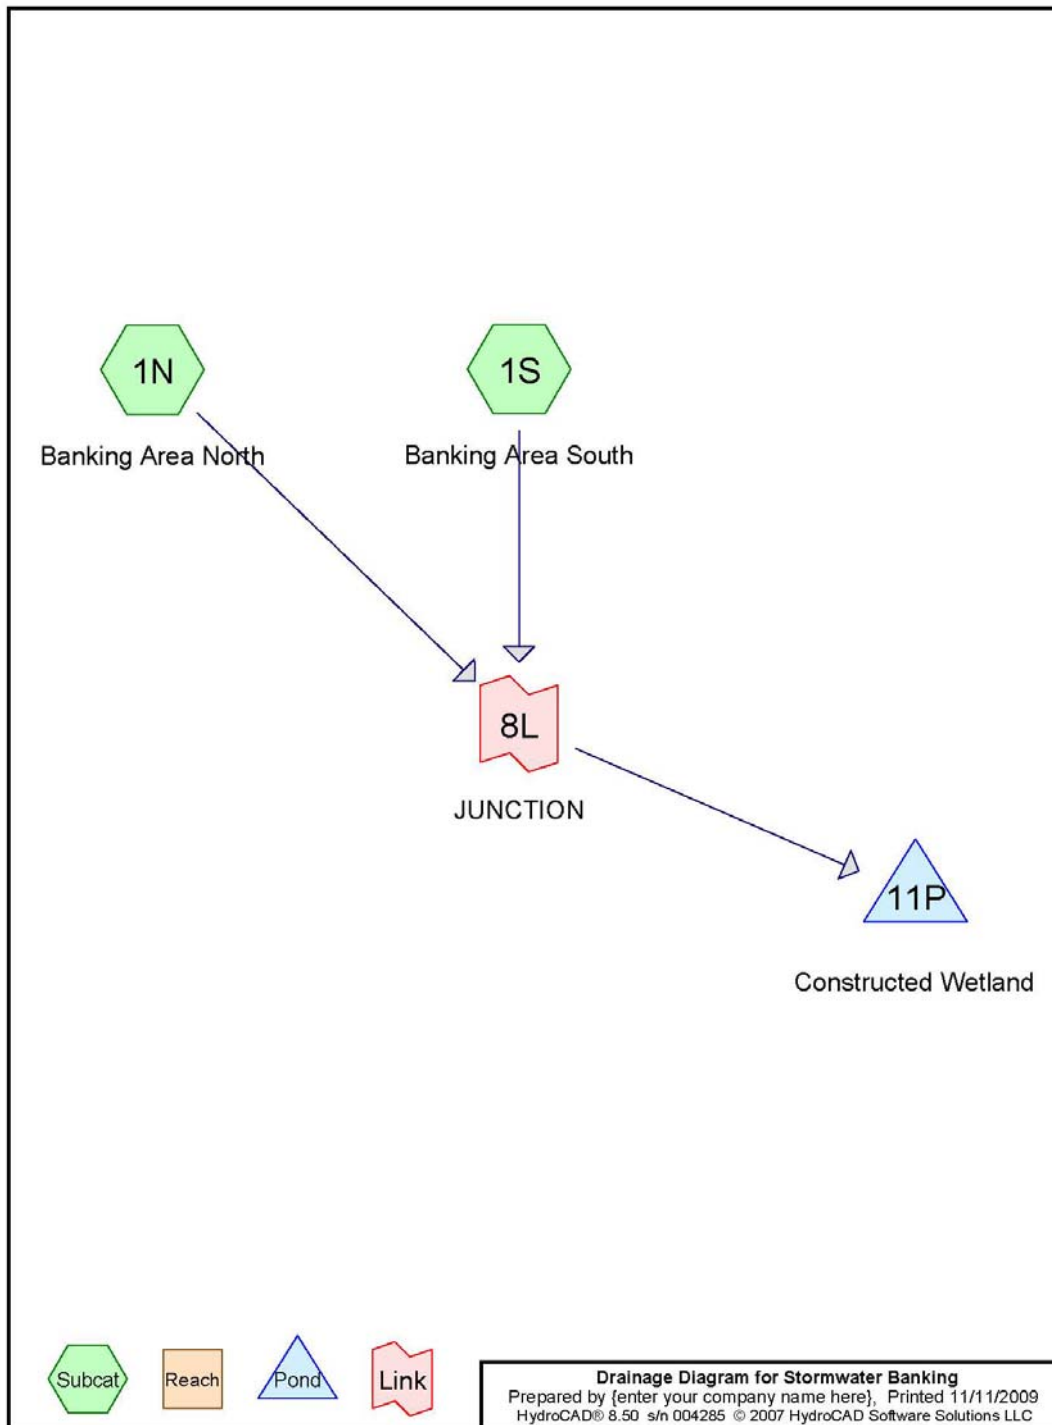 1N
1S
Banking Area North
Banking Area South
8L
JUNCTION
11P
Constructed Wetland
Subcat
Reach
Pond
Link
Drainage Diagram for Stormwater Banking
Prepared by {enter your company name here}, Printed 11/11/2009
HydroCAD® 8.50 s/n 004285 © 2007 HydroCAD Software Solutions LLC